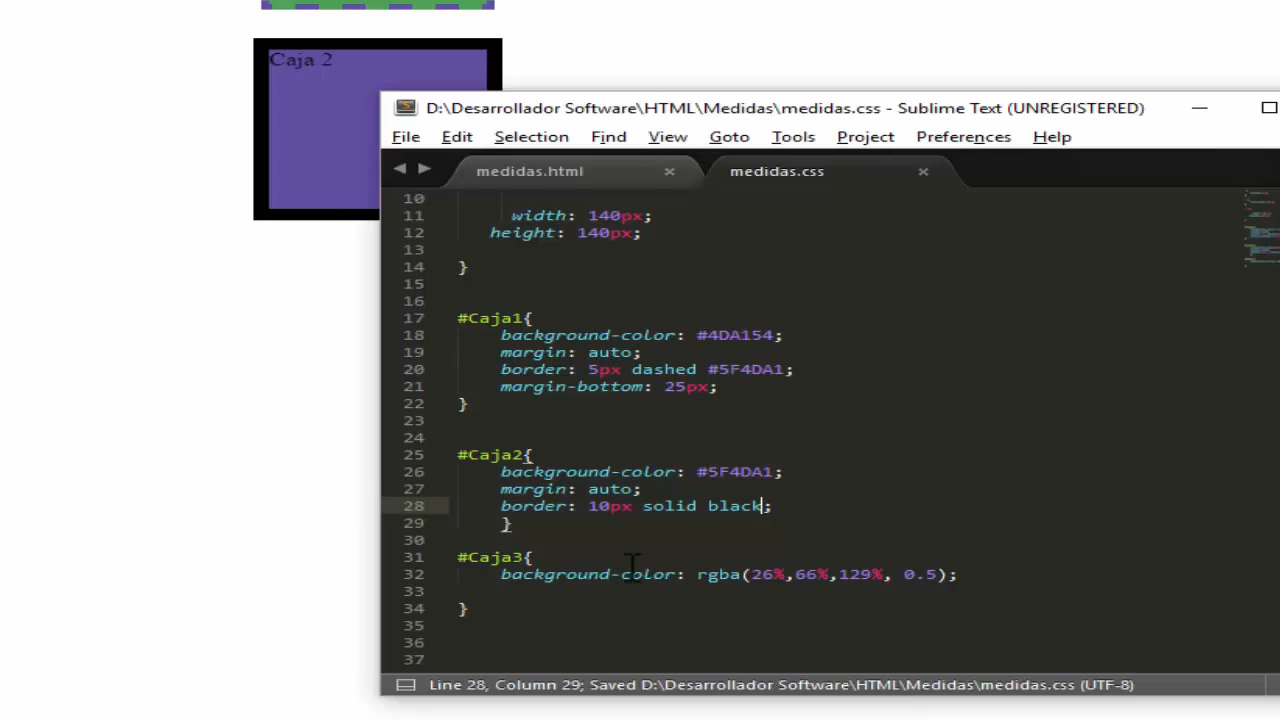 Caja 2
D:\Desarrollador Software\HTML\Medidas\medidas.css - Sublime Text (UNREGISTERED)
File Edit Selection Find View Goto Tools Project Preferences Help
medidas.html × medidas.css ×
10
11 width: 140px;
12 height: 140px;
13
14 }
15
16
17 #Caja1{
18 background-color: #4DA154;
19 margin: auto;
20 border: 5px dashed #5F4DA1;
21 margin-bottom: 25px;
22 }
23
24
25 #Caja2{
26 background-color: #5F4DA1;
27 margin: auto;
28 border: 10px solid black;
29 }
30
31 #Caja3{
32 background-color: rgba(26%,66%,129%, 0.5);
33
34 }
35
36
37
Line 28, Column 29; Saved D:\Desarrollador Software\HTML\Medidas\medidas.css (UTF-8)